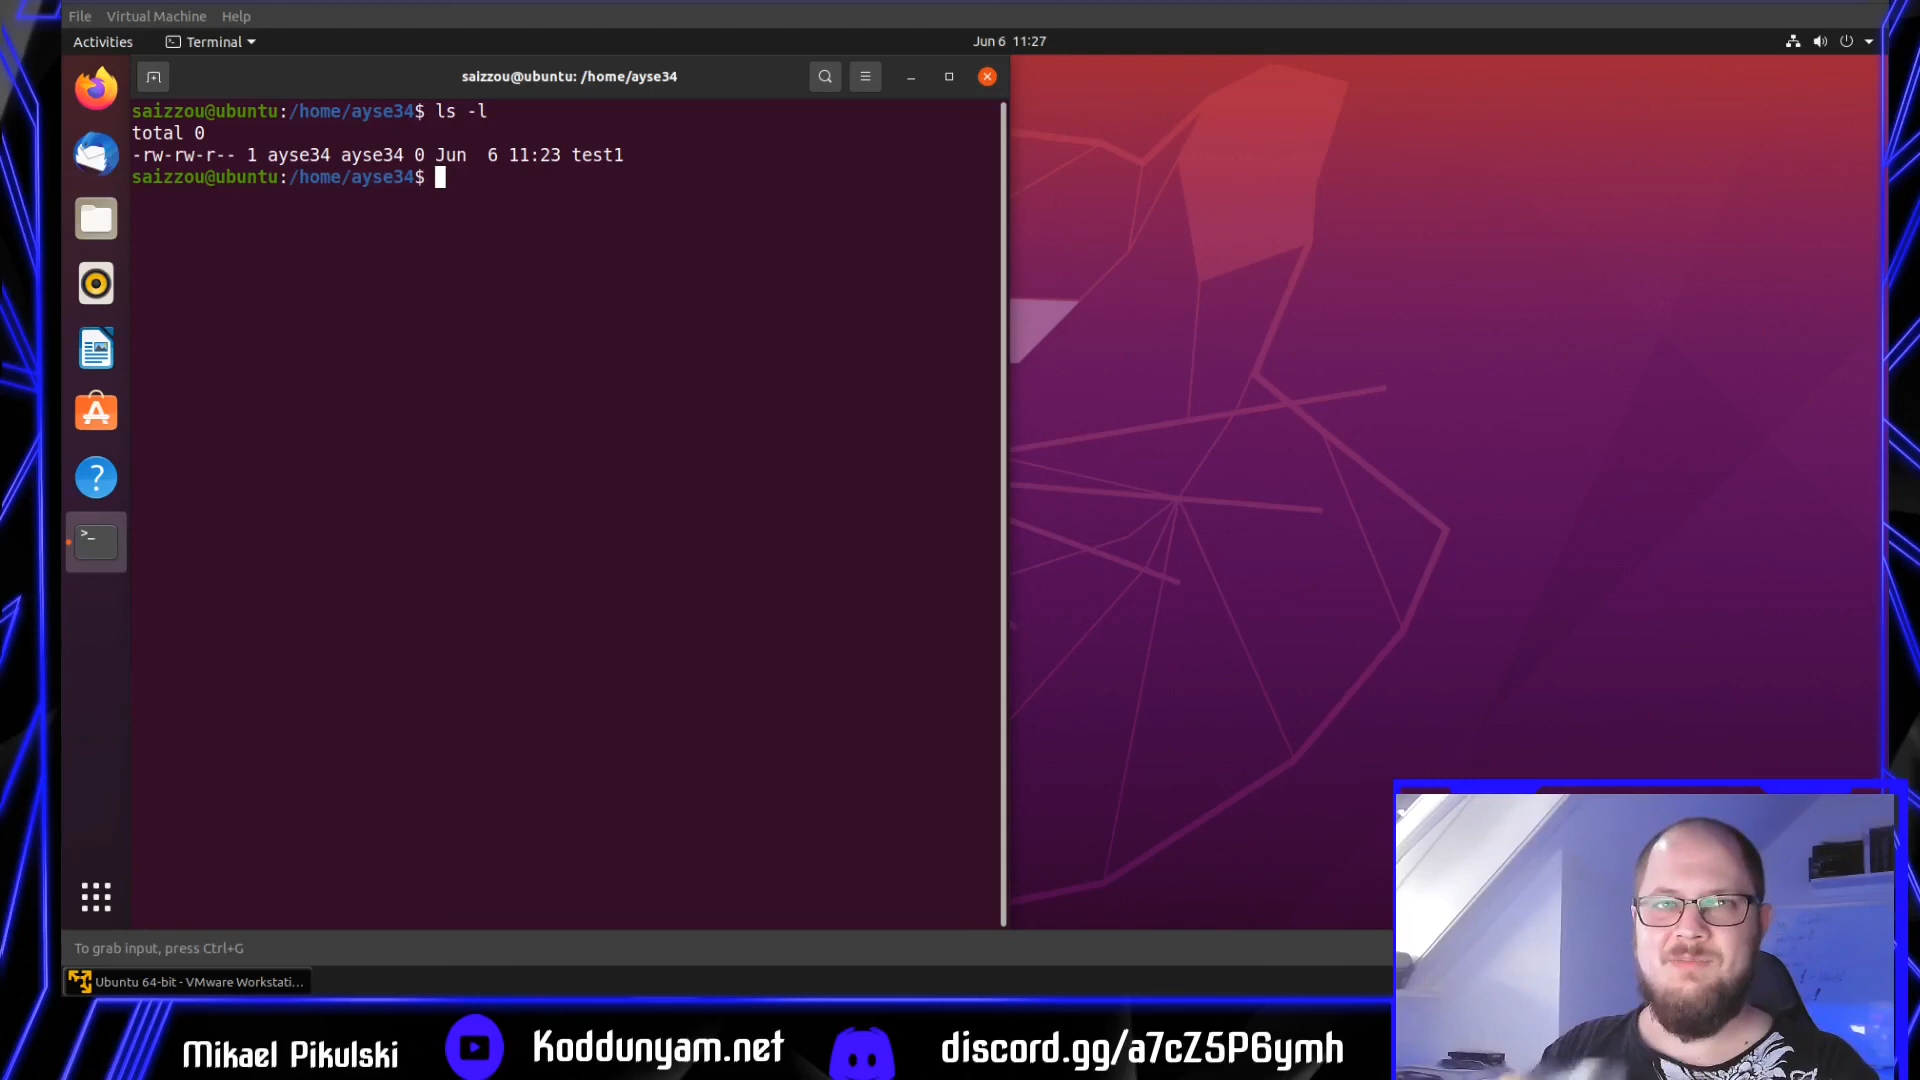 File Virtual Machine Help
Activities Terminal Jun 6 11:27
saizzou@ubuntu: /home/ayse34
saizzou@ubuntu:/home/ayse34$ ls -l
total 0
-rw-rw-r-- 1 ayse34 ayse34 0 Jun  6 11:23 test1
saizzou@ubuntu:/home/ayse34$
To grab input, press Ctrl+G
Ubuntu 64-bit - VMware Workstati...
Mikael Pikulski Koddunyam.net discord.gg/a7cZ5P6ymh